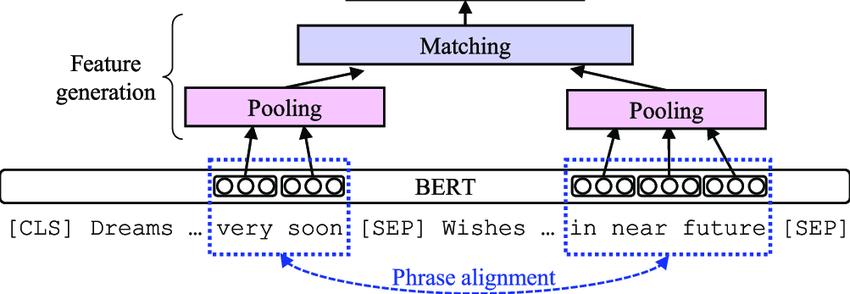 Matching
Feature
generation
Pooling
Pooling
BERT
[CLS] Dreams … very soon [SEP] Wishes … in near future [SEP]
Phrase alignment